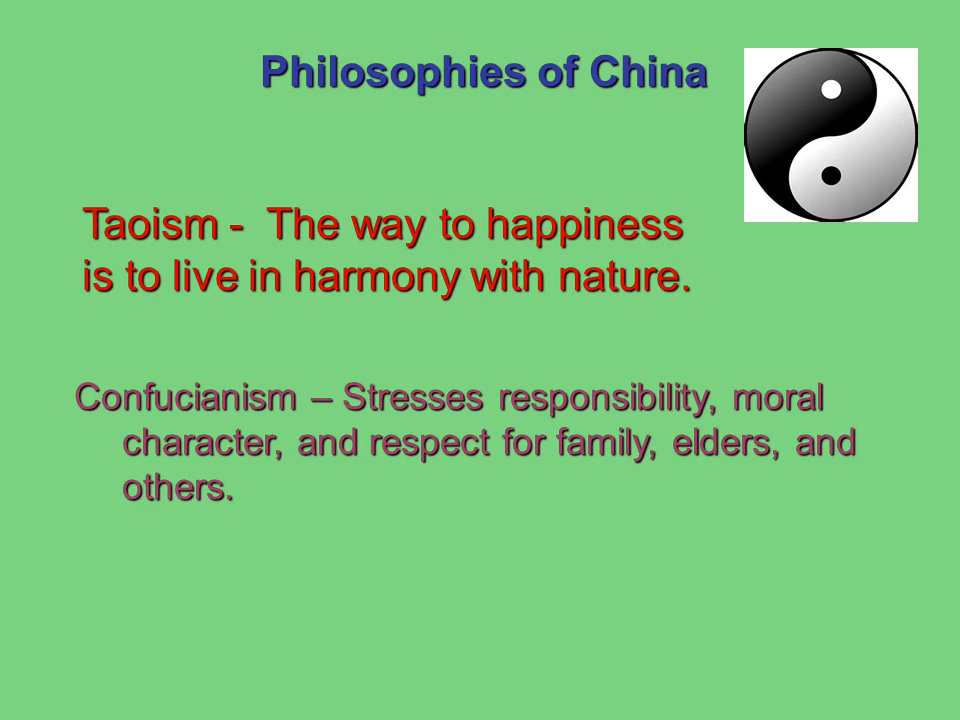 Philosophies of China
Taoism - The way to happiness
is to live in harmony with nature.
Confucianism – Stresses responsibility, moral
character, and respect for family, elders, and
others.